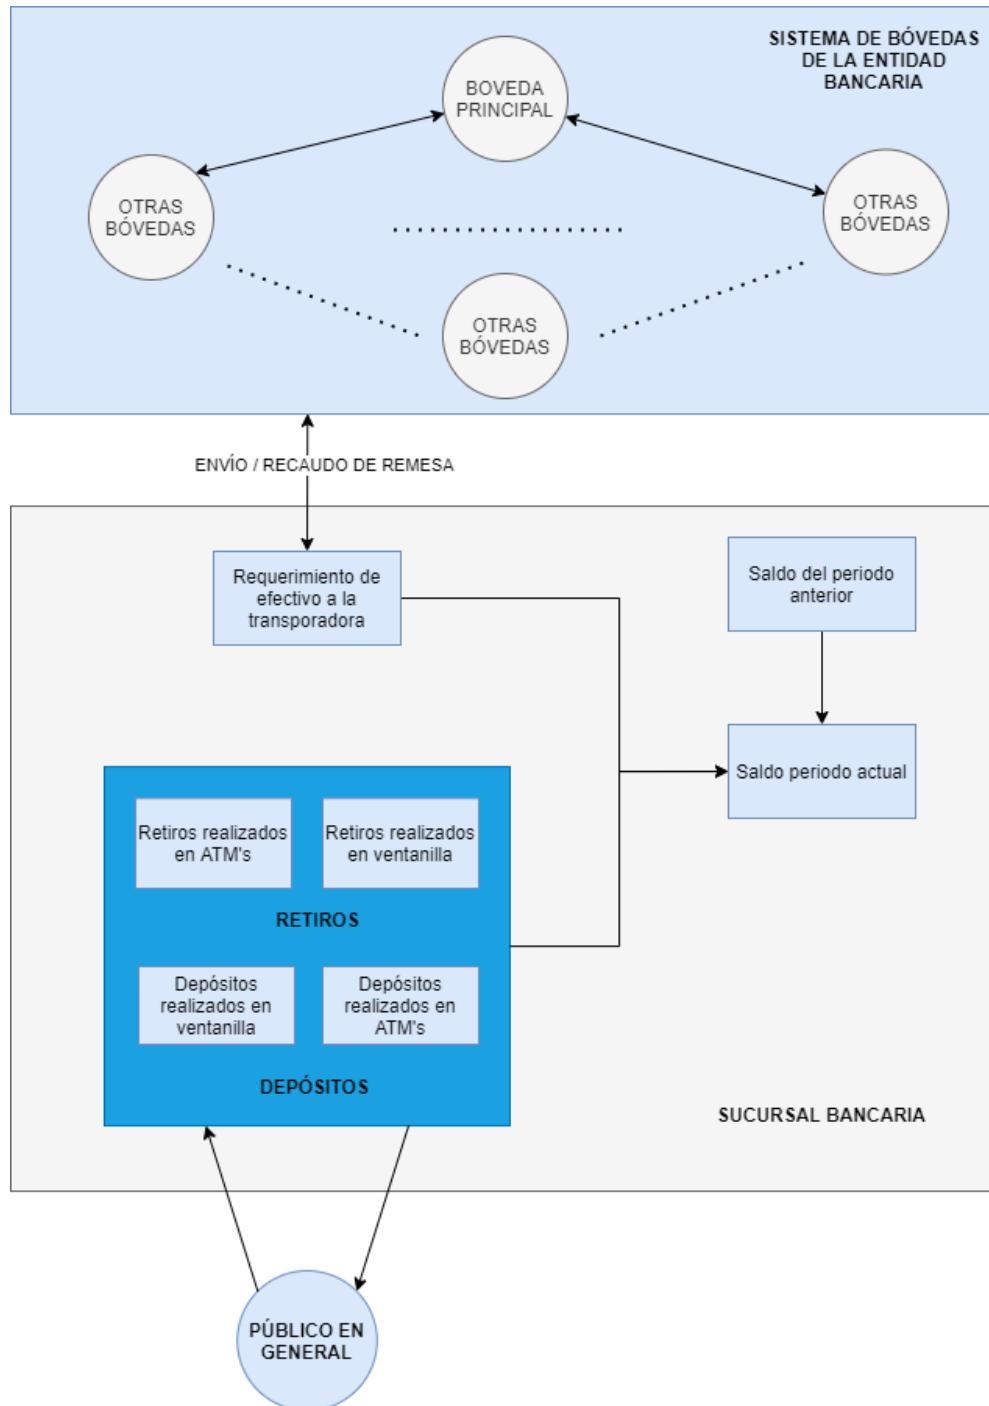 SISTEMA DE BÓVEDAS
DE LA ENTIDAD
BANCARIA
BOVEDA
PRINCIPAL
OTRAS
BÓVEDAS
OTRAS
BÓVEDAS
OTRAS
BÓVEDAS
ENVÍO / RECAUDO DE REMESA
Requerimiento de
efectivo a la
transporadora
Saldo del periodo
anterior
Saldo periodo actual
Retiros realizados
en ATM's
Retiros realizados
en ventanilla
RETIROS
Depósitos
realizados en
ventanilla
Depósitos
realizados en
ATM's
DEPÓSITOS
SUCURSAL BANCARIA
PÚBLICO EN
GENERAL